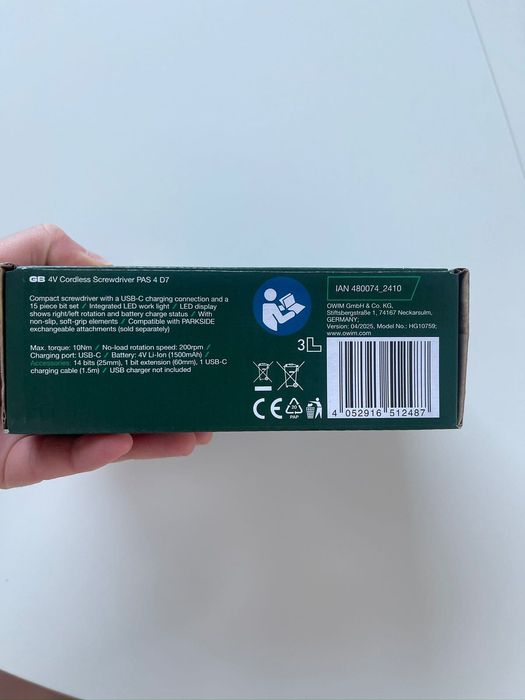 GB 4V Cordless Screwdriver PAS 4 D7
Compact screwdriver with a USB-C charging connection and a
15 piece bit set / Integrated LED work light / LED display
shows right/left rotation and battery charge status / With
non-slip, soft-grip elements / Compatible with PARKSIDE
exchangeable attachments (sold separately)
Max. torque: 10Nm / No-load rotation speed: 200rpm /
Charging port: USB-C / Battery: 4V Li-Ion (1500mAh) /
Accessories: 14 bits (25mm), 1 bit extension (60mm), 1 USB-C
charging cable (1.5m) / USB charger not included
IAN 480074_2410
OWIM GmbH & Co. KG,
Stiftsbergstraße 1, 74167 Neckarsulm,
GERMANY;
Version: 04/2025, Model No.: HG10759;
www.owim.com
3
CE
20
PAP
4 052916 512487